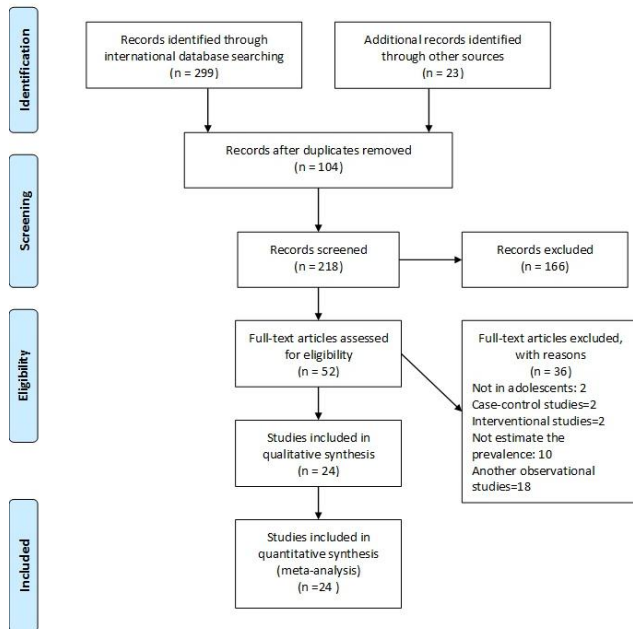 Identification
Records identified through
international database searching
(n = 299)
Additional records identified
through other sources
(n = 23)
Records after duplicates removed
(n = 104)
Screening
Records screened
(n = 218)
Records excluded
(n = 166)
Eligibility
Full-text articles assessed
for eligibility
(n = 52)
Full-text articles excluded,
with reasons
(n = 36)
Not in adolescents: 2
Case-control studies=2
Interventional studies=2
Not estimate the
prevalence: 10
Another observational
studies=18
Studies included in
qualitative synthesis
(n = 24)
Included
Studies included in
quantitative synthesis
(meta-analysis)
(n =24 )